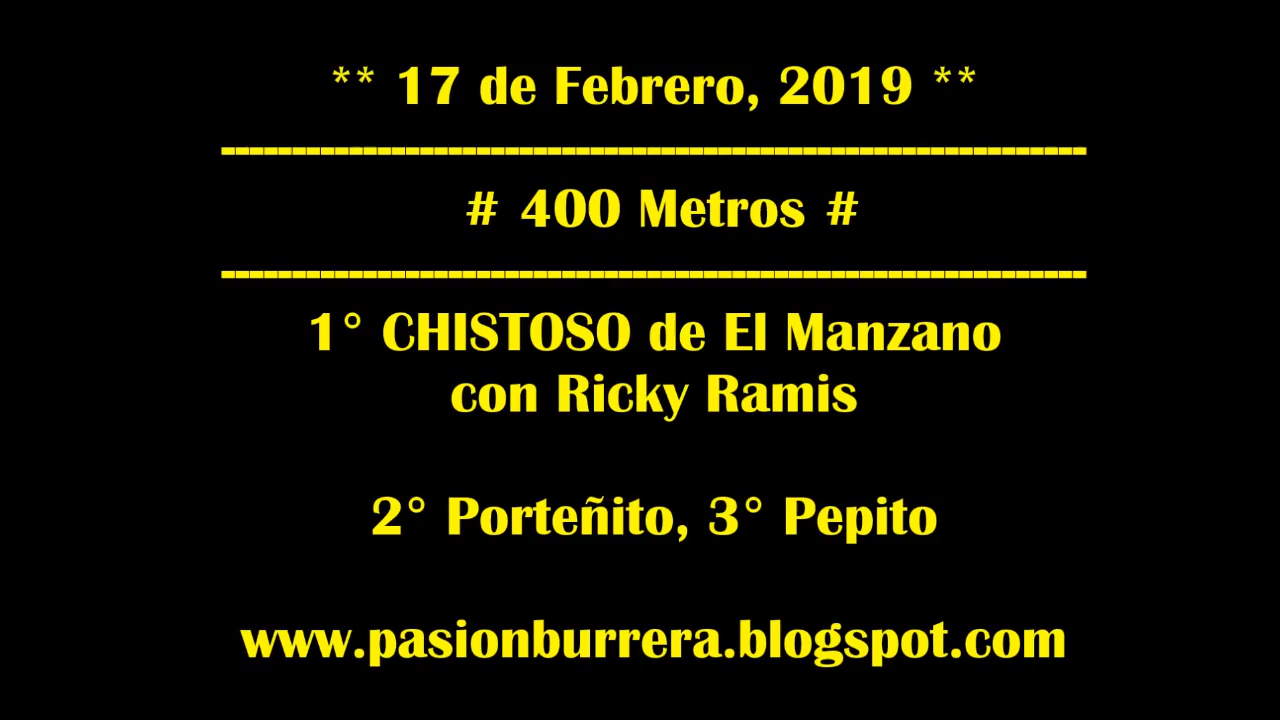 ** 17 de Febrero, 2019 **
-------------------------------------------------------------
# 400 Metros #
-------------------------------------------------------------
1° CHISTOSO de El Manzano
con Ricky Ramis
2° Porteñito, 3° Pepito
www.pasionburrera.blogspot.com